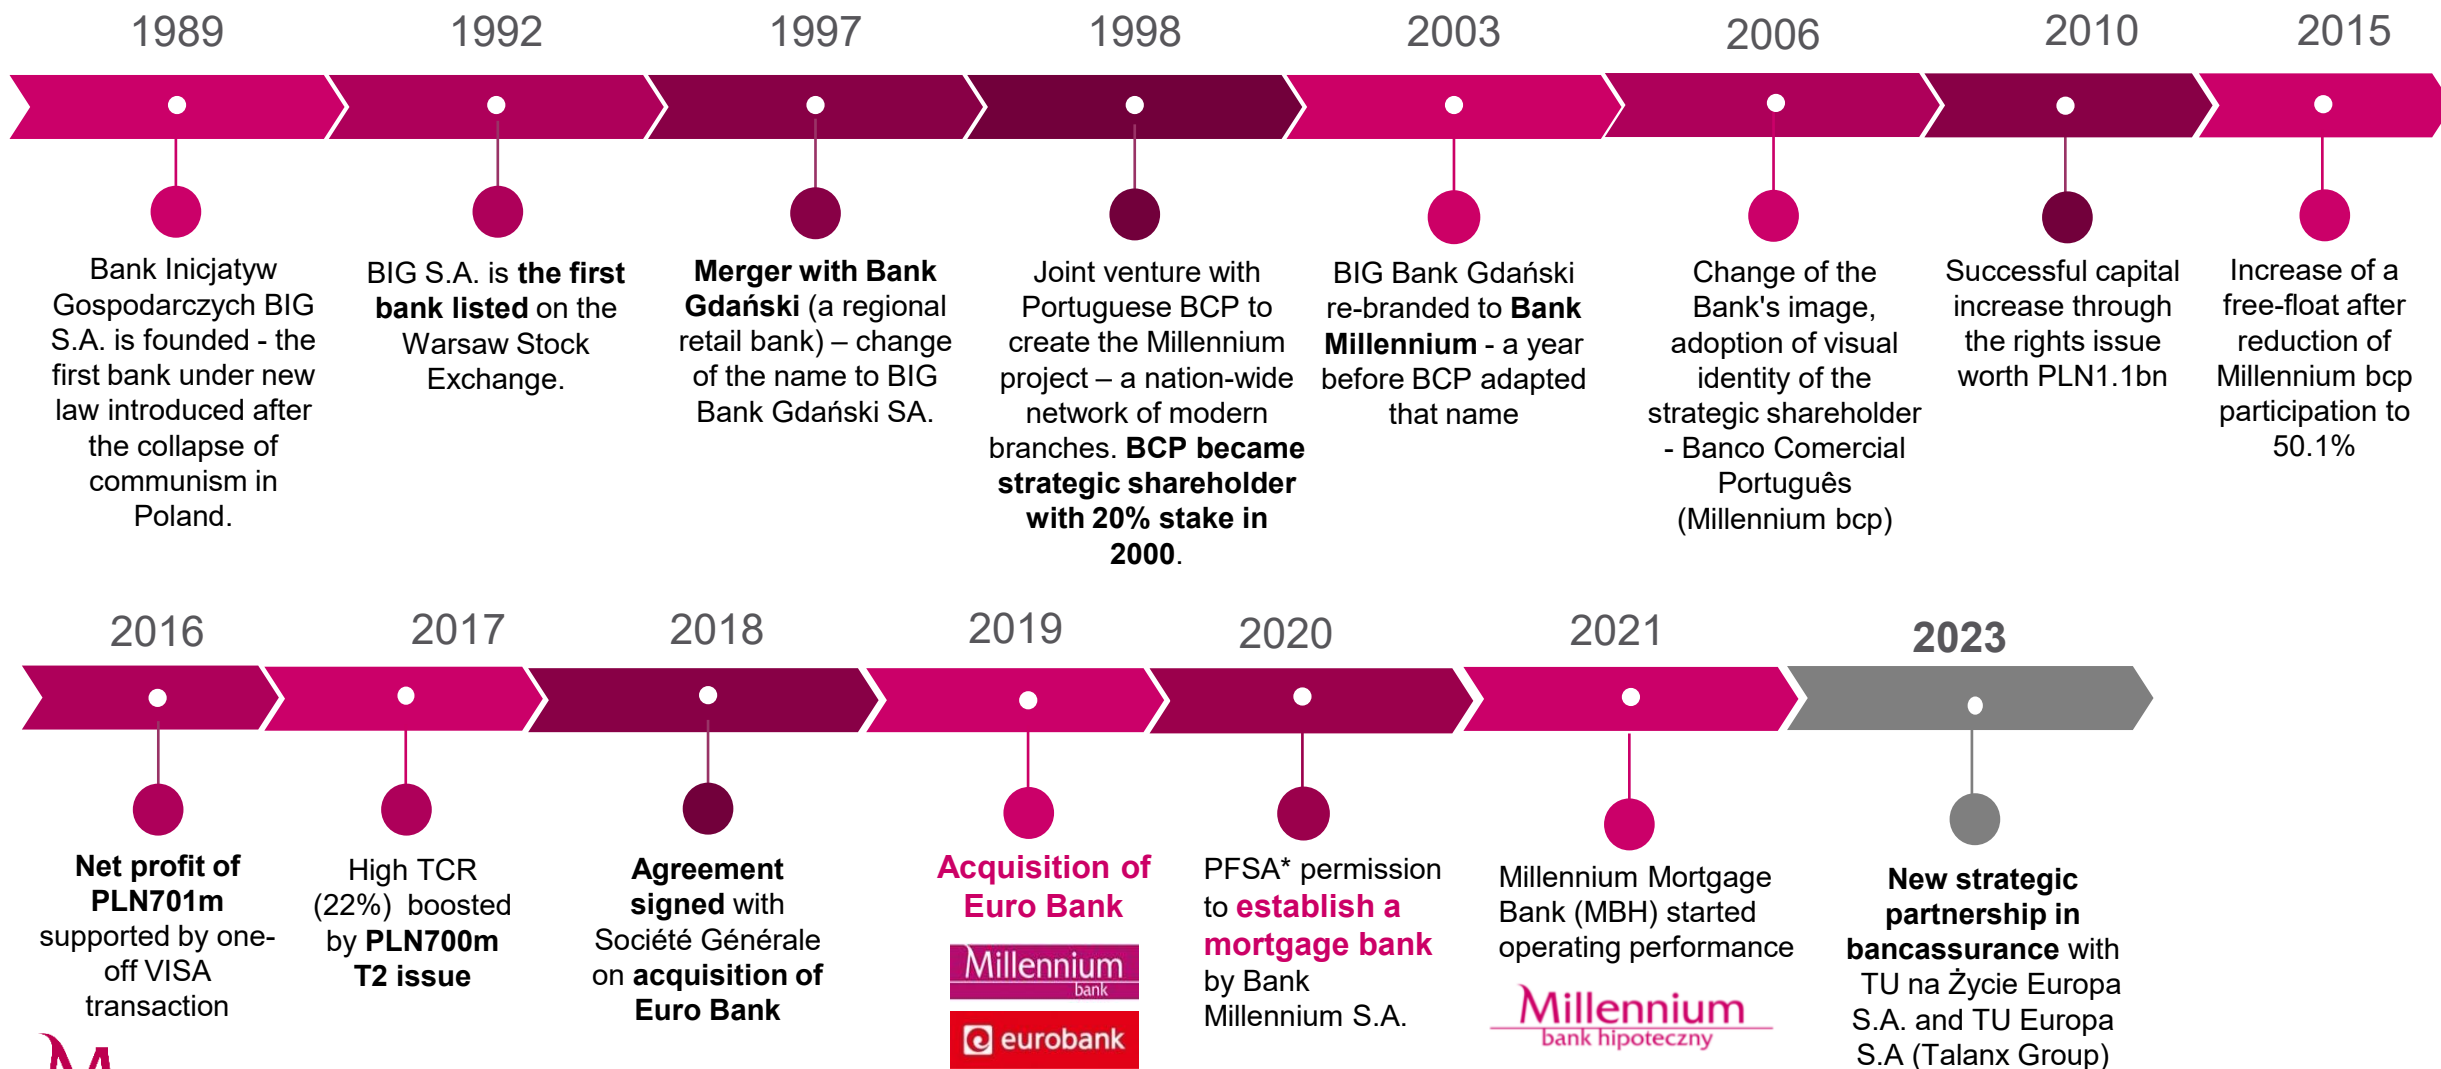 1989
1992
1997
1998
2003
2006
2010
2015
Bank Inicjatyw
Gospodarczych BIG
S.A. is founded - the
first bank under new
law introduced after
the collapse of
communism in
Poland.
BIG S.A. is the first
bank listed on the
Warsaw Stock
Exchange.
Merger with Bank
Gdański (a regional
retail bank) – change
of the name to BIG
Bank Gdański SA.
Joint venture with
Portuguese BCP to
create the Millennium
project – a nation-wide
network of modern
branches. BCP became
strategic shareholder
with 20% stake in
2000.
BIG Bank Gdański
re-branded to Bank
Millennium - a year
before BCP adapted
that name
Change of the
Bank's image,
adoption of visual
identity of the
strategic shareholder
- Banco Comercial
Português
(Millennium bcp)
Successful capital
increase through
the rights issue
worth PLN1.1bn
Increase of a
free-float after
reduction of
Millennium bcp
participation to
50.1%
2016
2017
2018
2019
2020
2021
2023
Net profit of
PLN701m
supported by one-
off VISA
transaction
High TCR
(22%) boosted
by PLN700m
T2 issue
Agreement
signed with
Société Générale
on acquisition of
Euro Bank
Acquisition of
Euro Bank
Millennium
bank
eurobank
PFSA* permission
to establish a
mortgage bank
by Bank
Millennium S.A.
Millennium Mortgage
Bank (MBH) started
operating performance
Millennium
bank hipoteczny
New strategic
partnership in
bancassurance with
TU na Życie Europa
S.A. and TU Europa
S.A (Talanx Group)